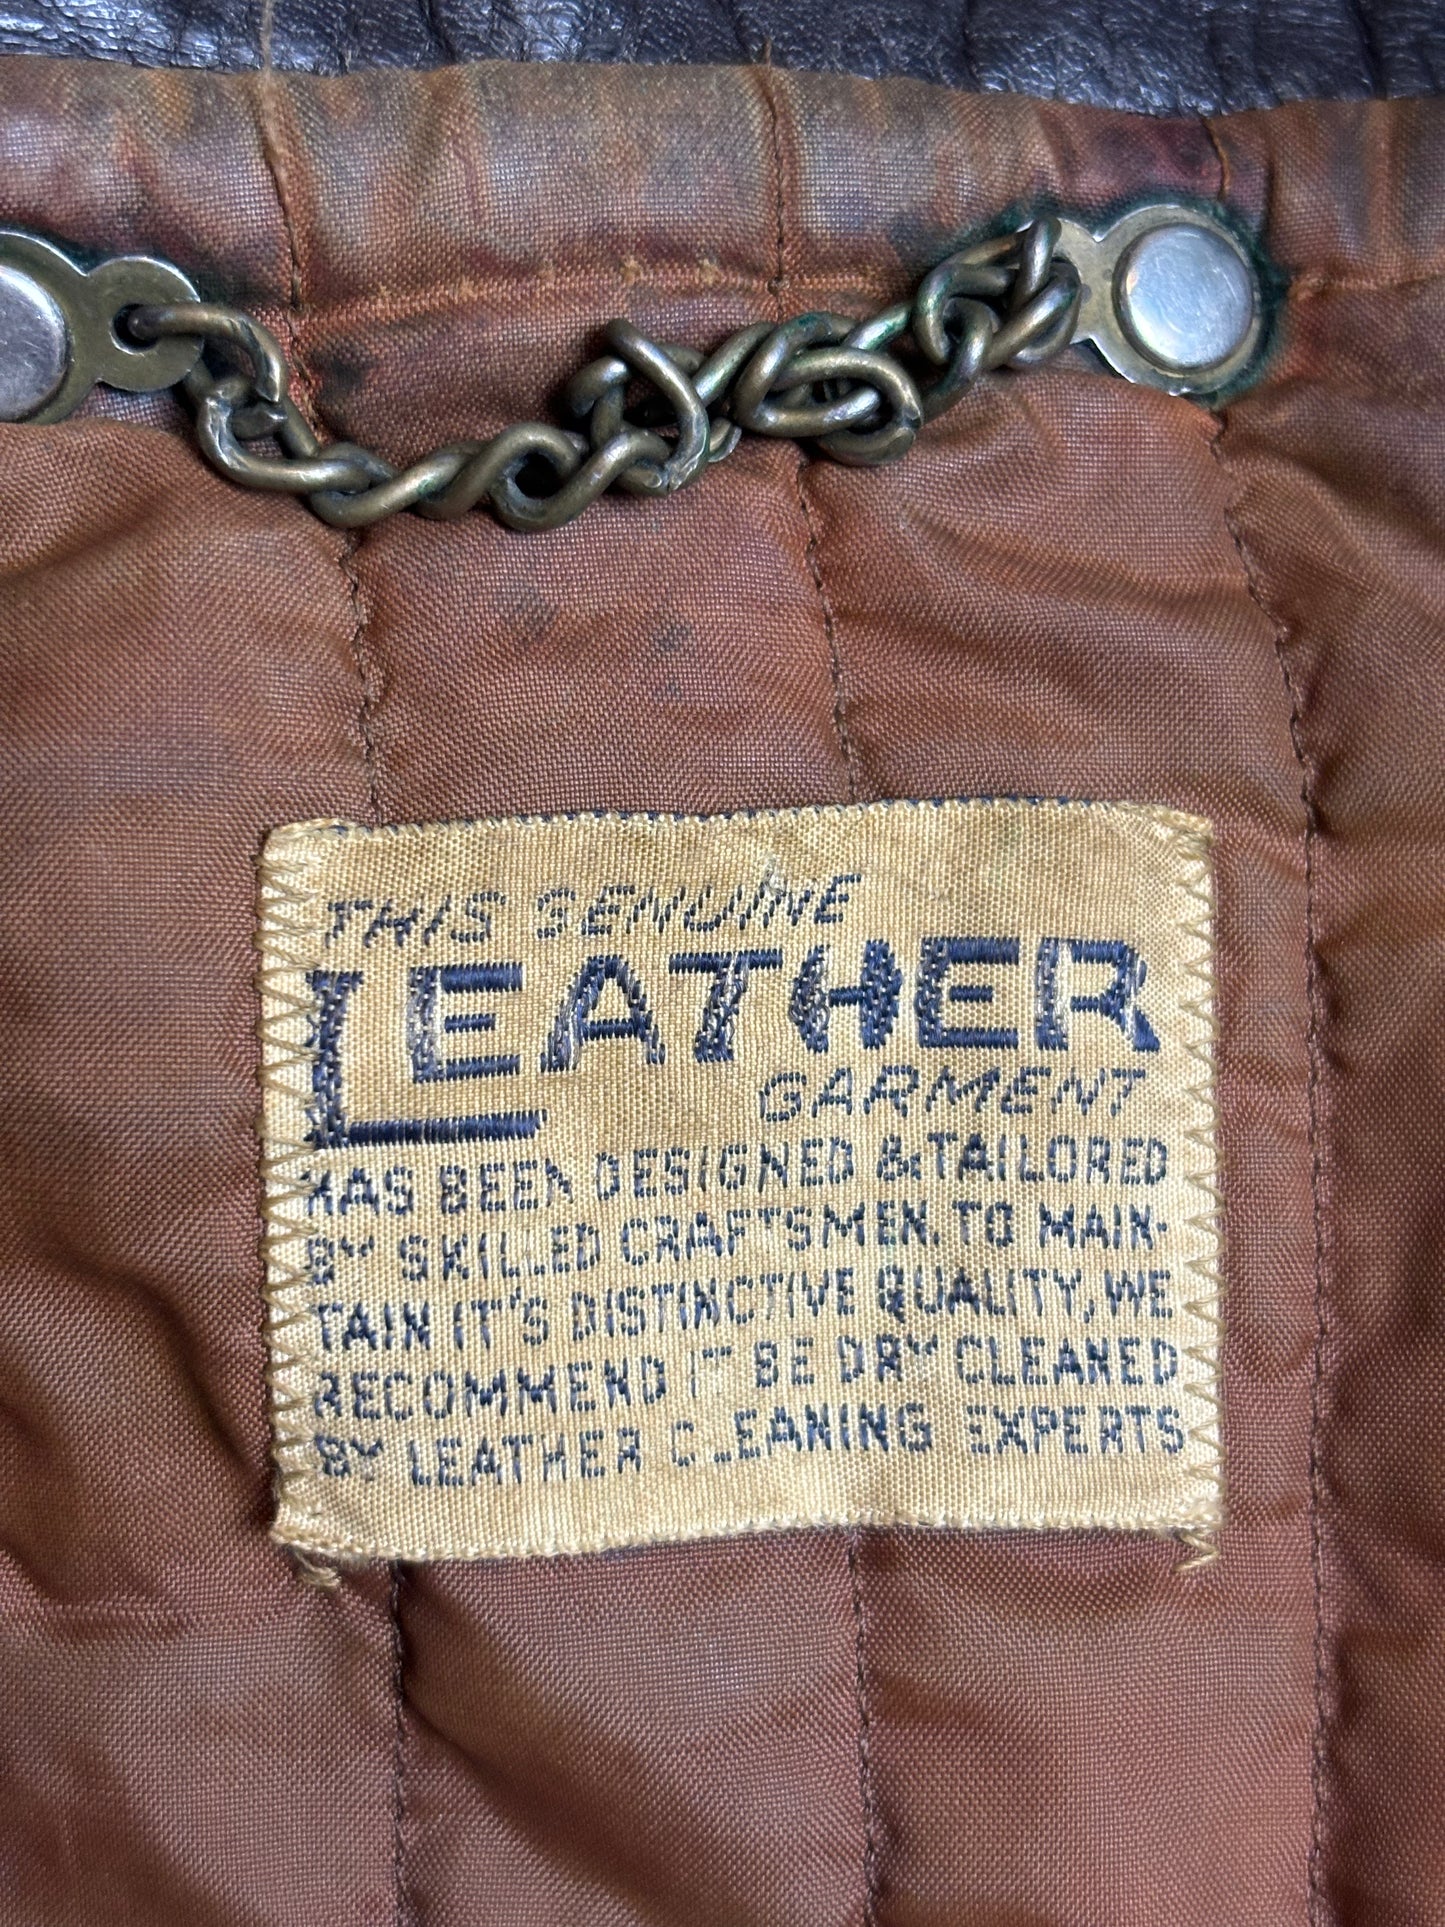 THIS GENUINE
LEATHER
GARMENT
HAS BEEN DESIGNED & TAILORED
BY SKILLED CRAFTSMEN. TO MAIN-
TAIN IT'S DISTINCTIVE QUALITY, WE
RECOMMEND IT BE DRY CLEANED
BY LEATHER CLEANING EXPERTS